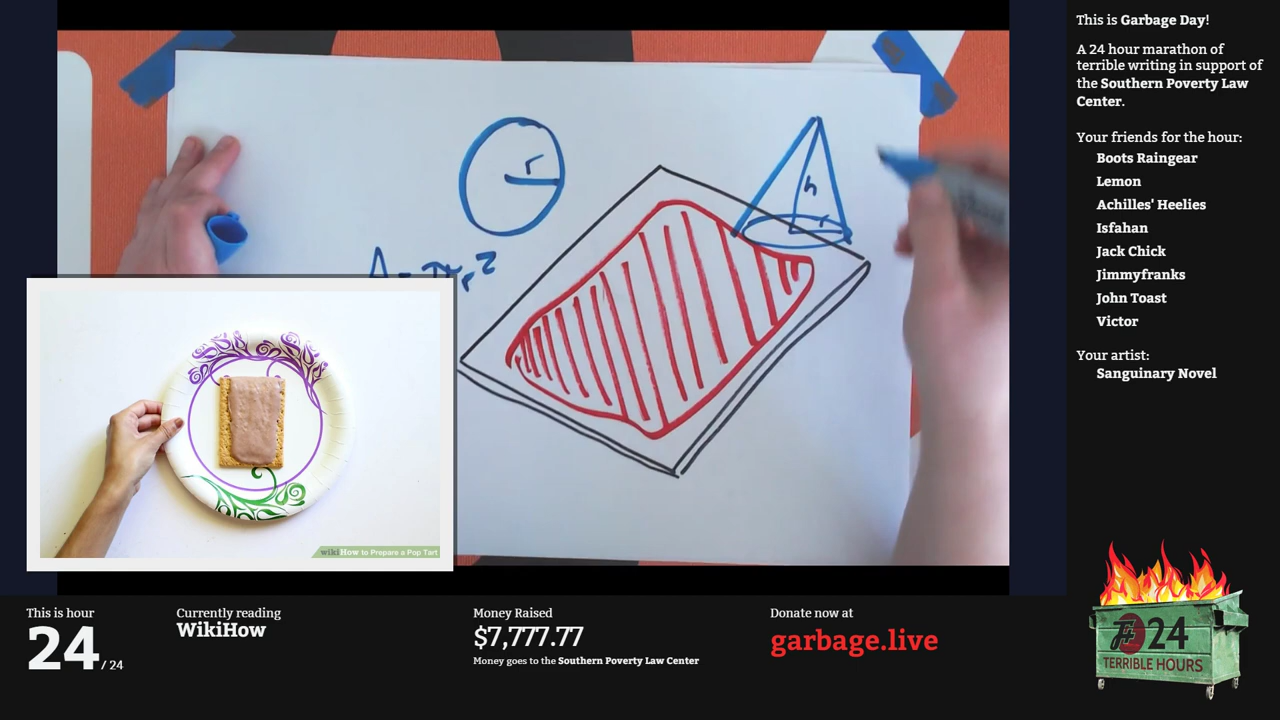 This is Garbage Day!
A 24 hour marathon of
terrible writing in support of
the Southern Poverty Law
Center.
Your friends for the hour:
Boots Raingear
Lemon
Achilles' Heelies
Isfahan
Jack Chick
Jimmyfranks
John Toast
Victor
Your artist:
Sanguinary Novel
r
h
r
A = πr²
wikiHow to Prepare a Pop Tart
This is hour
24 / 24
Currently reading
WikiHow
Money Raised
$7,777.77
Money goes to the Southern Poverty Law Center
Donate now at
garbage.live
24
TERRIBLE HOURS